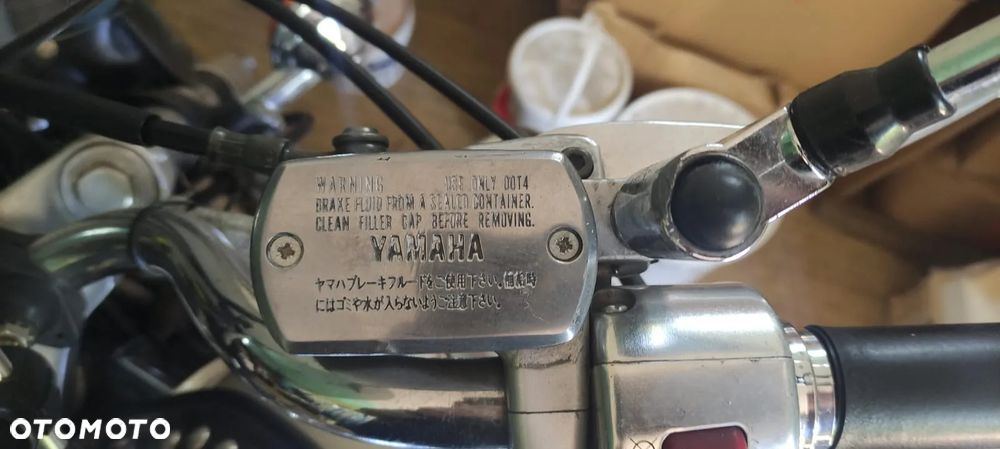 WARNING USE ONLY DOT4
BRAKE FLUID FROM A SEALED CONTAINER.
CLEAN FILLER CAP BEFORE REMOVING.
YAMAHA
ヤマハブレーキフルードをご使用下さい。補給時
にはゴミや水が入らないようご注意下さい。
OTOMOTO